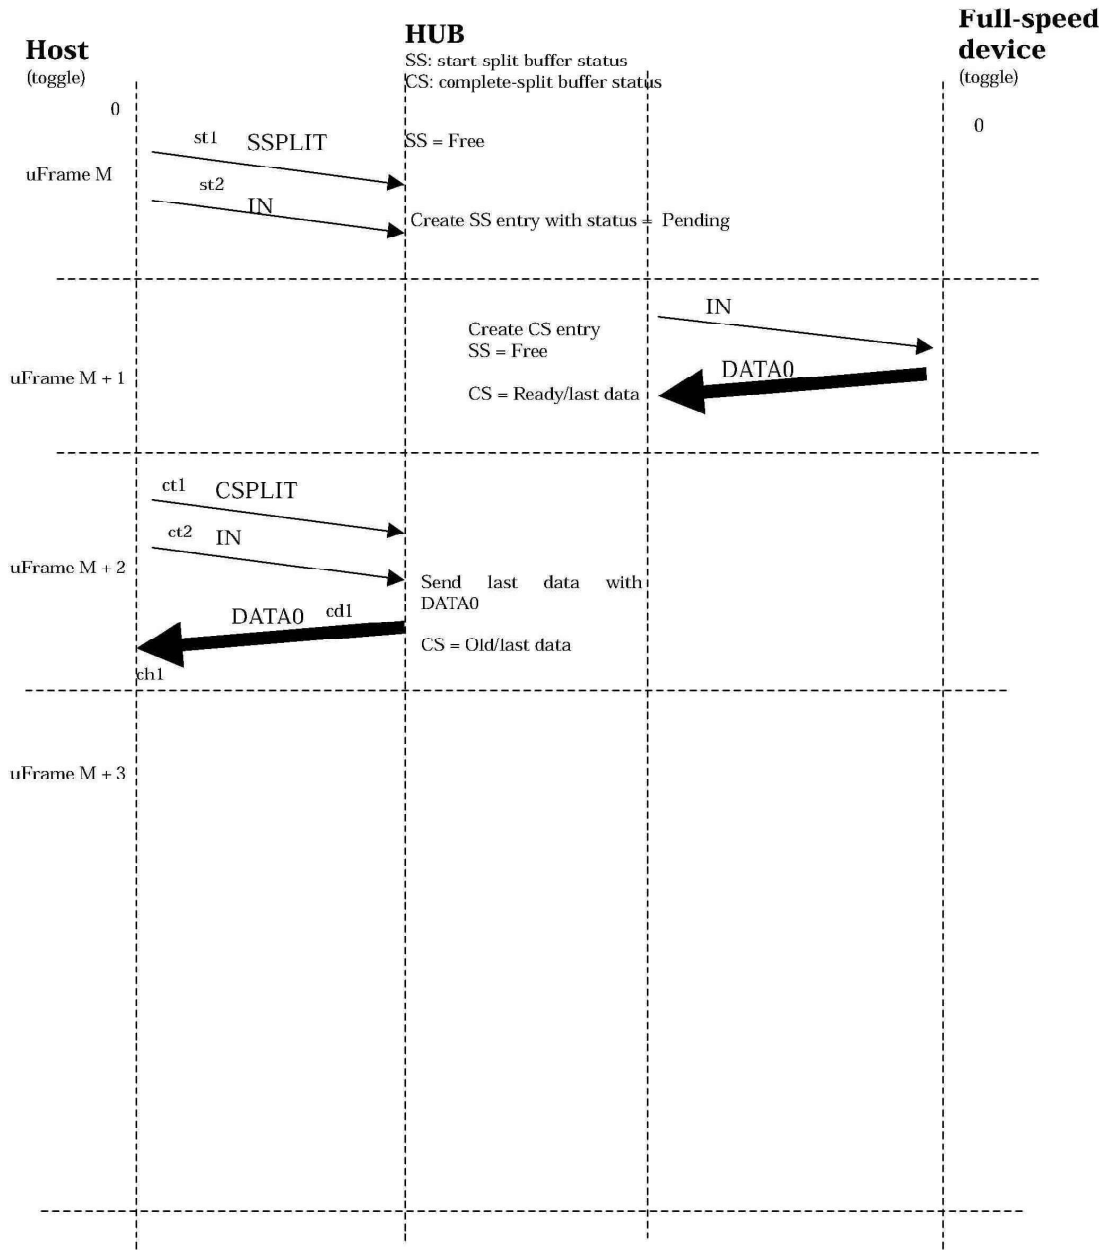 Host
(toggle)
0
HUB
SS: start split buffer status
CS: complete-split buffer status
Full-speed
device
(toggle)
0
st1 SSPLIT
SS = Free
uFrame M
st2 IN
Create SS entry with status = Pending
IN
Create CS entry
SS = Free
uFrame M + 1
DATA0
CS = Ready/last data
ct1 CSPLIT
ct2 IN
uFrame M + 2
Send last data with
DATA0
DATA0 cd1
CS = Old/last data
ch1
uFrame M + 3